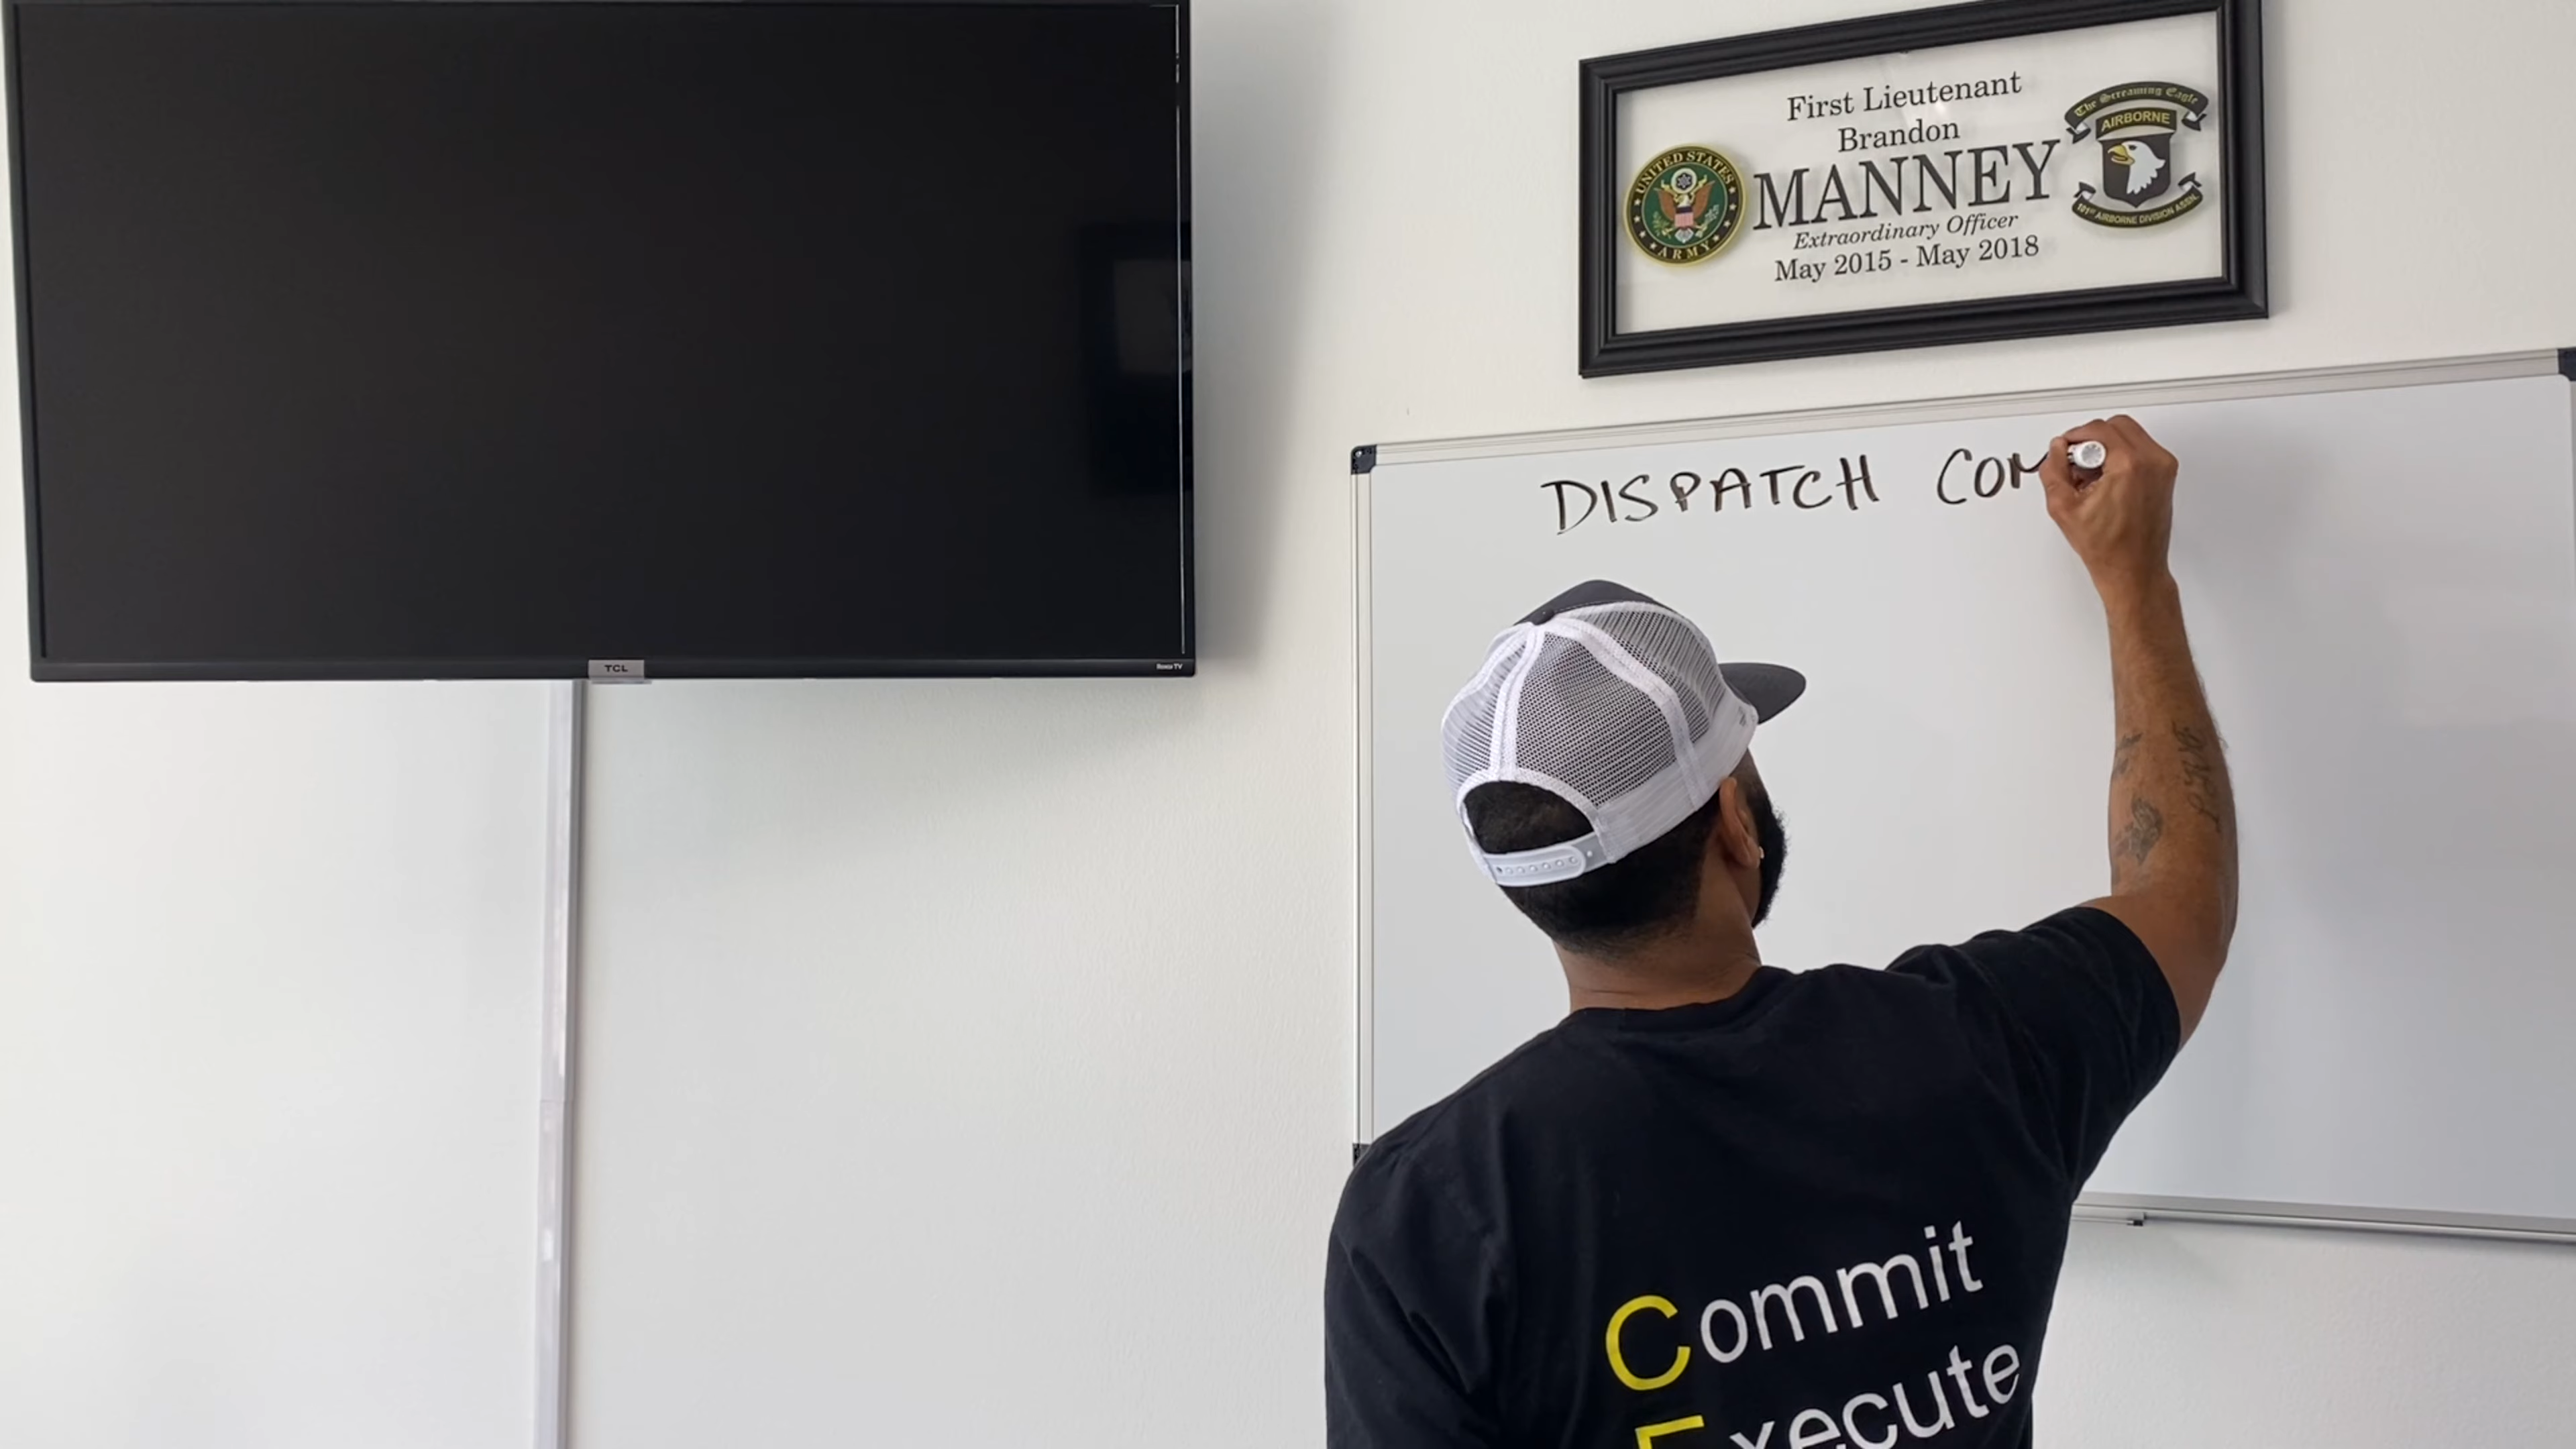 First Lieutenant
Brandon
MANNEY
Extraordinary Officer
May 2015 - May 2018
UNITED STATES
ARMY
The Screaming Eagle
AIRBORNE
101ST AIRBORNE DIVISION ASSN.
DISPATCH COM
TCL
Roku TV
Commit
Execute